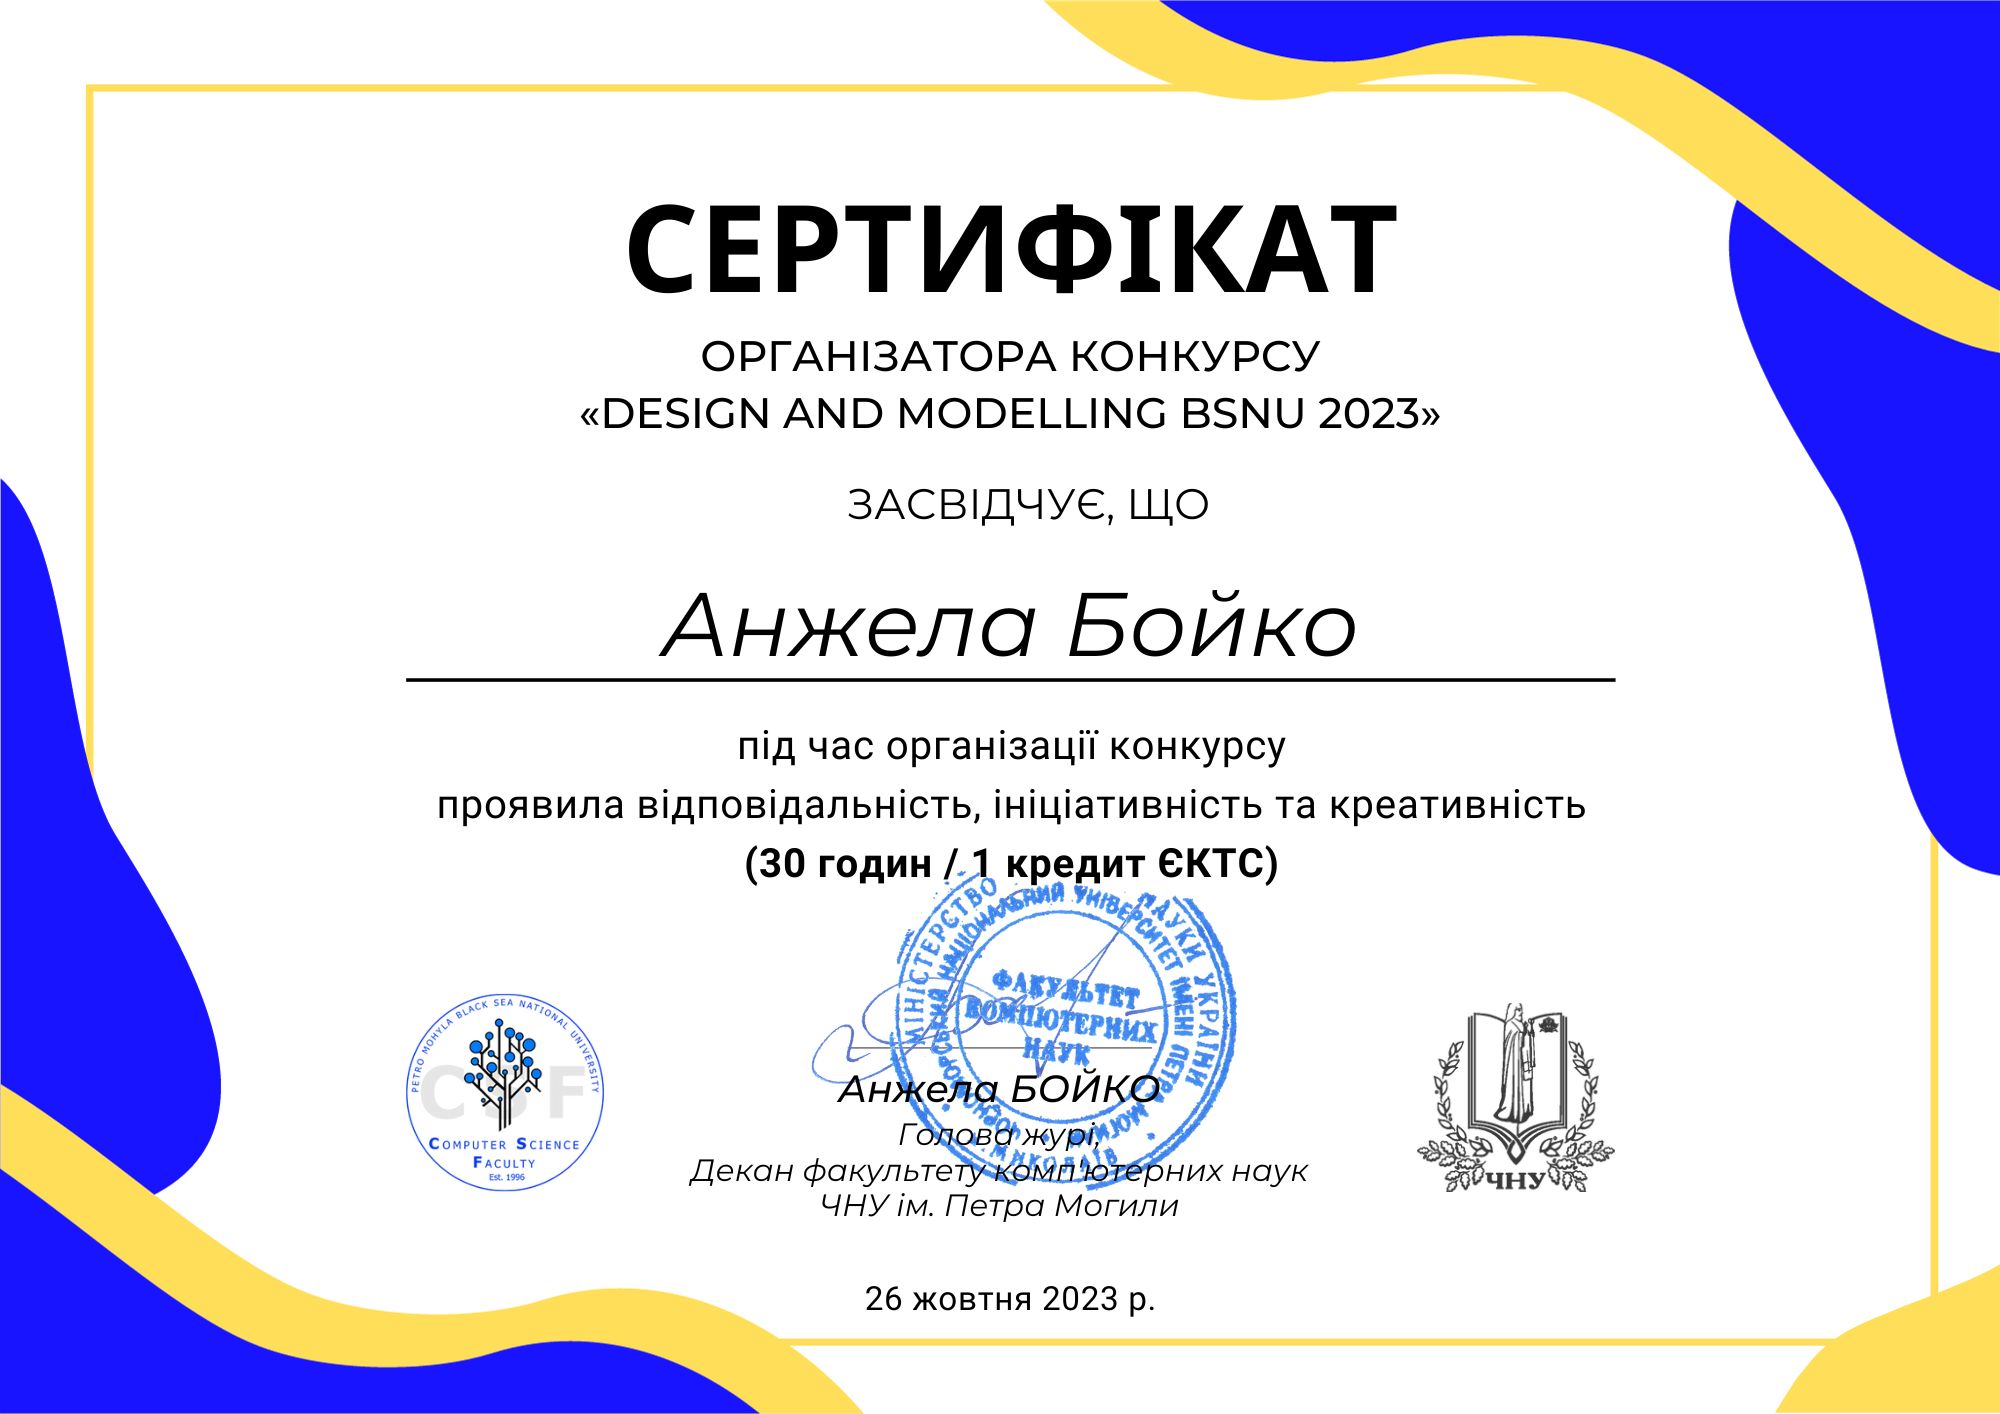 СЕРТИФІКАТ
ОРГАНІЗАТОРА КОНКУРСУ
«DESIGN AND MODELLING BSNU 2023»
ЗАСВІДЧУЄ, ЩО
Анжела Бойко
під час організації конкурсу
проявила відповідальність, ініціативність та креативність
(30 годин / 1 кредит ЄКТС)
МІНІСТЕРСТВО НАУКИ УКРАЇНИ
ЧОРНОМОРСЬКИЙ НАЦІОНАЛЬНИЙ УНІВЕРСИТЕТ ІМЕНІ ПЕТРА МОГИЛИ
М.МИКОЛАЇВ
ФАКУЛЬТЕТ
КОМП'ЮТЕРНИХ
НАУК
Анжела БОЙКО
Голова журі,
Декан факультету комп'ютерних наук
ЧНУ ім. Петра Могили
PETRO MOHYLA BLACK SEA NATIONAL UNIVERSITY
CSF
COMPUTER SCIENCE
FACULTY
Est. 1996
ЧНУ
26 жовтня 2023 р.